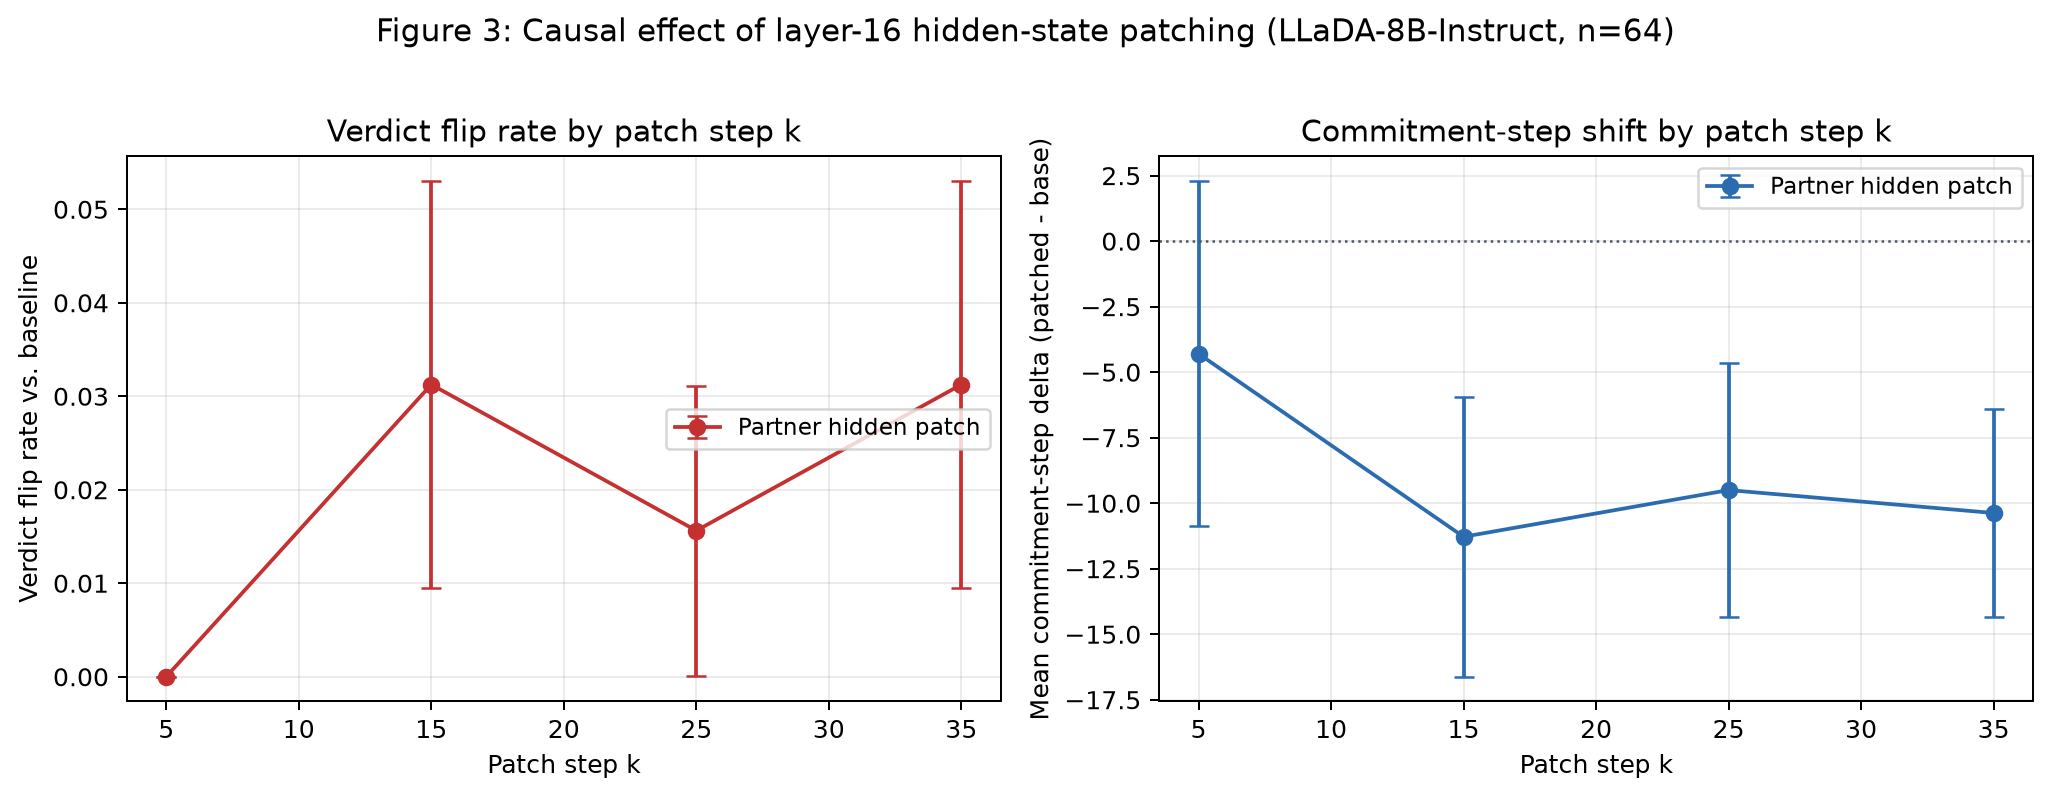 Figure 3: Causal effect of layer-16 hidden-state patching (LLaDA-8B-Instruct, n=64)
Verdict flip rate by patch step k
Verdict flip rate vs. baseline
0.05
0.04
0.03
0.02
0.01
0.00
Partner hidden patch
5 10 15 20 25 30 35
Patch step k
Commitment-step shift by patch step k
Mean commitment-step delta (patched - base)
2.5
0.0
−2.5
−5.0
−7.5
−10.0
−12.5
−15.0
−17.5
Partner hidden patch
5 10 15 20 25 30 35
Patch step k